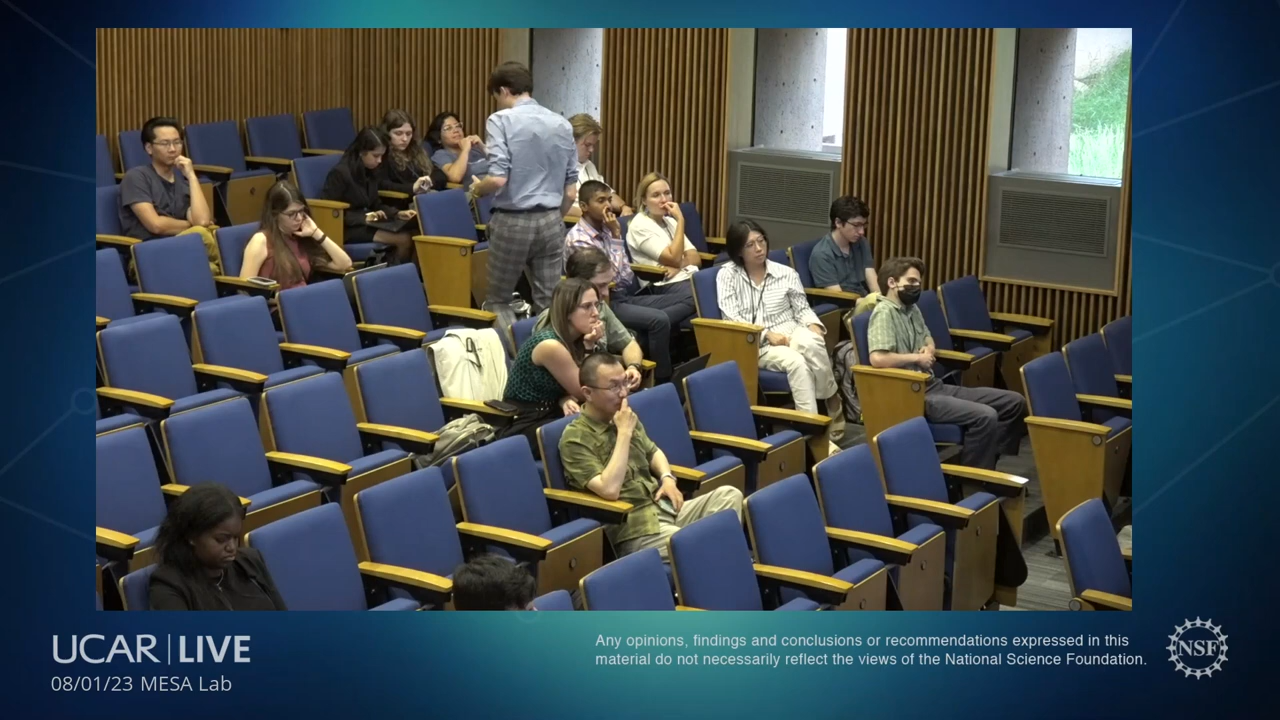 UCAR | LIVE
08/01/23 MESA Lab
Any opinions, findings and conclusions or recommendations expressed in this
material do not necessarily reflect the views of the National Science Foundation.
NSF